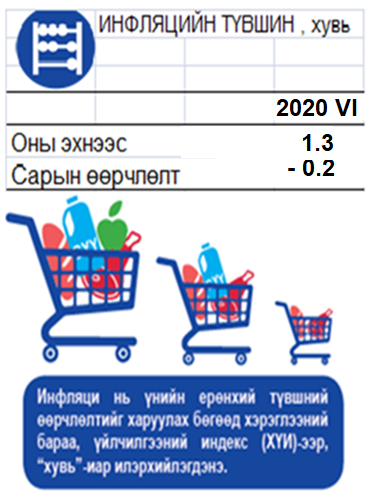 ИНФЛЯЦИЙН ТҮВШИН , хувь
2020 VI
Оны эхнээс 1.3
Сарын өөрчлөлт - 0.2
СҮҮ
Инфляци нь үнийн ерөнхий түвшний
өөрчлөлтийг харуулах бөгөөд хэрэглээний
бараа, үйлчилгээний индекс (ХҮИ)-ээр,
“хувь”-иар илэрхийлэгдэнэ.